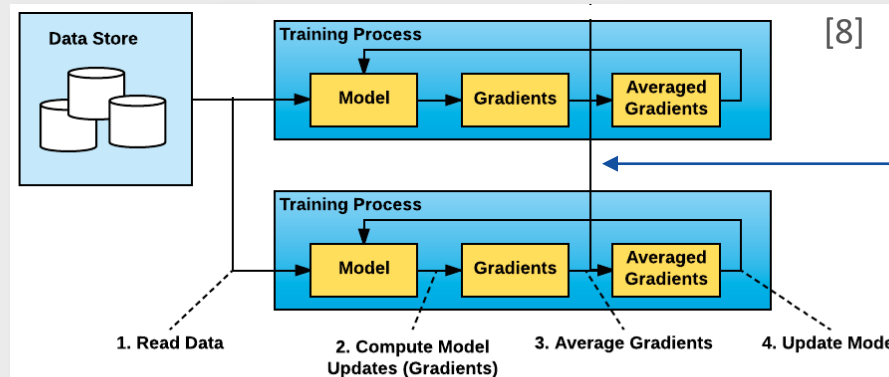 Data Store
Training Process
[8]
Model
Gradients
Averaged
Gradients
Training Process
Model
Gradients
Averaged
Gradients
1. Read Data
2. Compute Model
Updates (Gradients)
3. Average Gradients
4. Update Mode